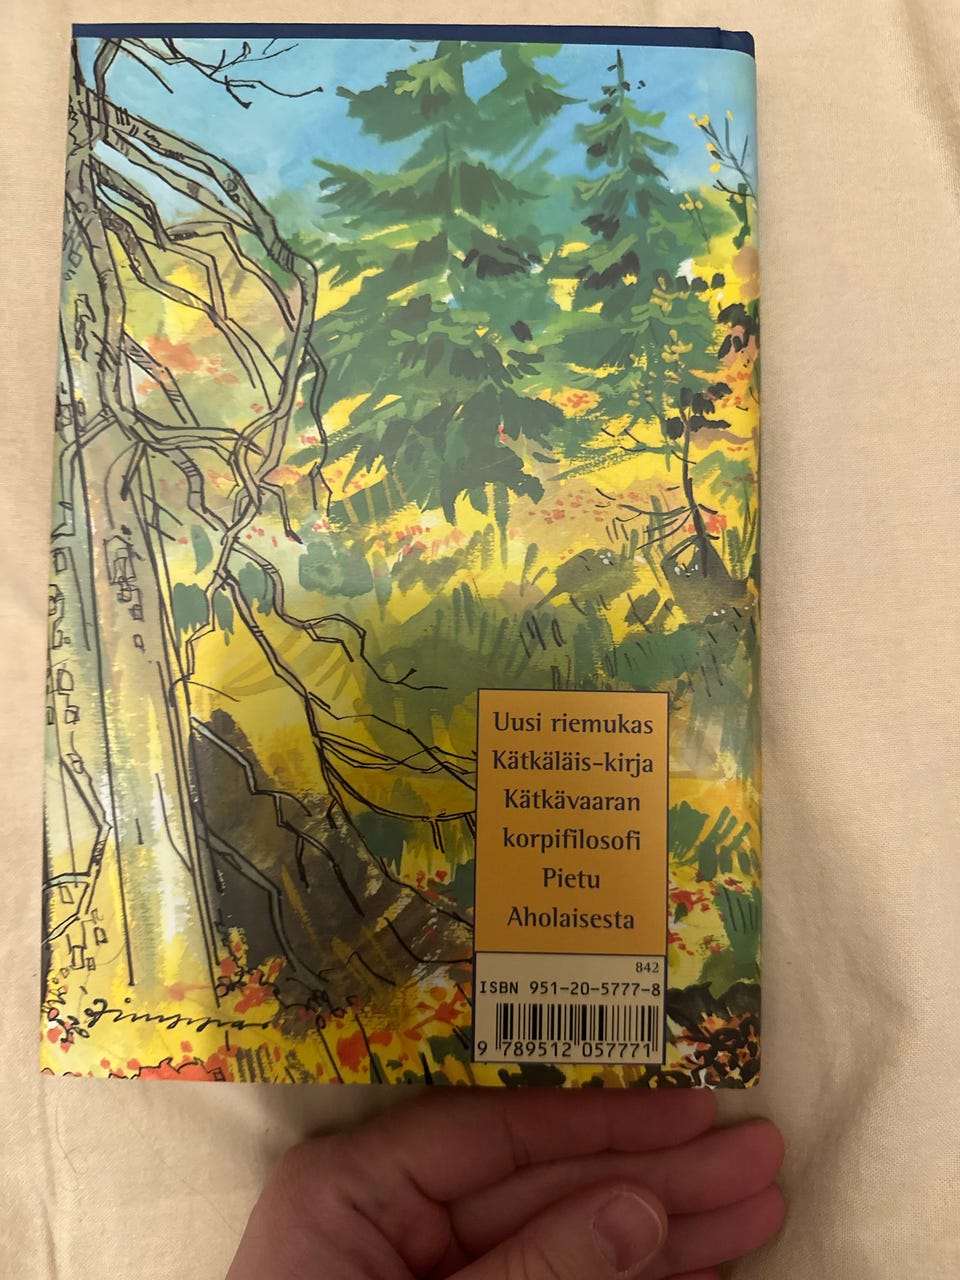 Uusi riemukas
Kätkäläis-kirja
Kätkävaaran
korpifilosofi
Pietu
Aholaisesta
842
ISBN 951-20-5777-8
9 789512 057771